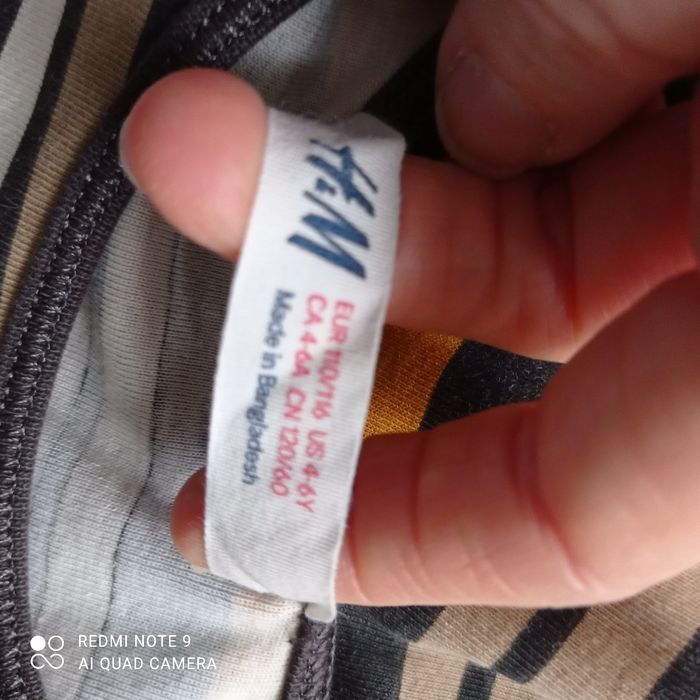 H&M
EUR 110/116 US 4-6Y
CA 4-6A CN 120/60
Made in Bangladesh
REDMI NOTE 9
AI QUAD CAMERA